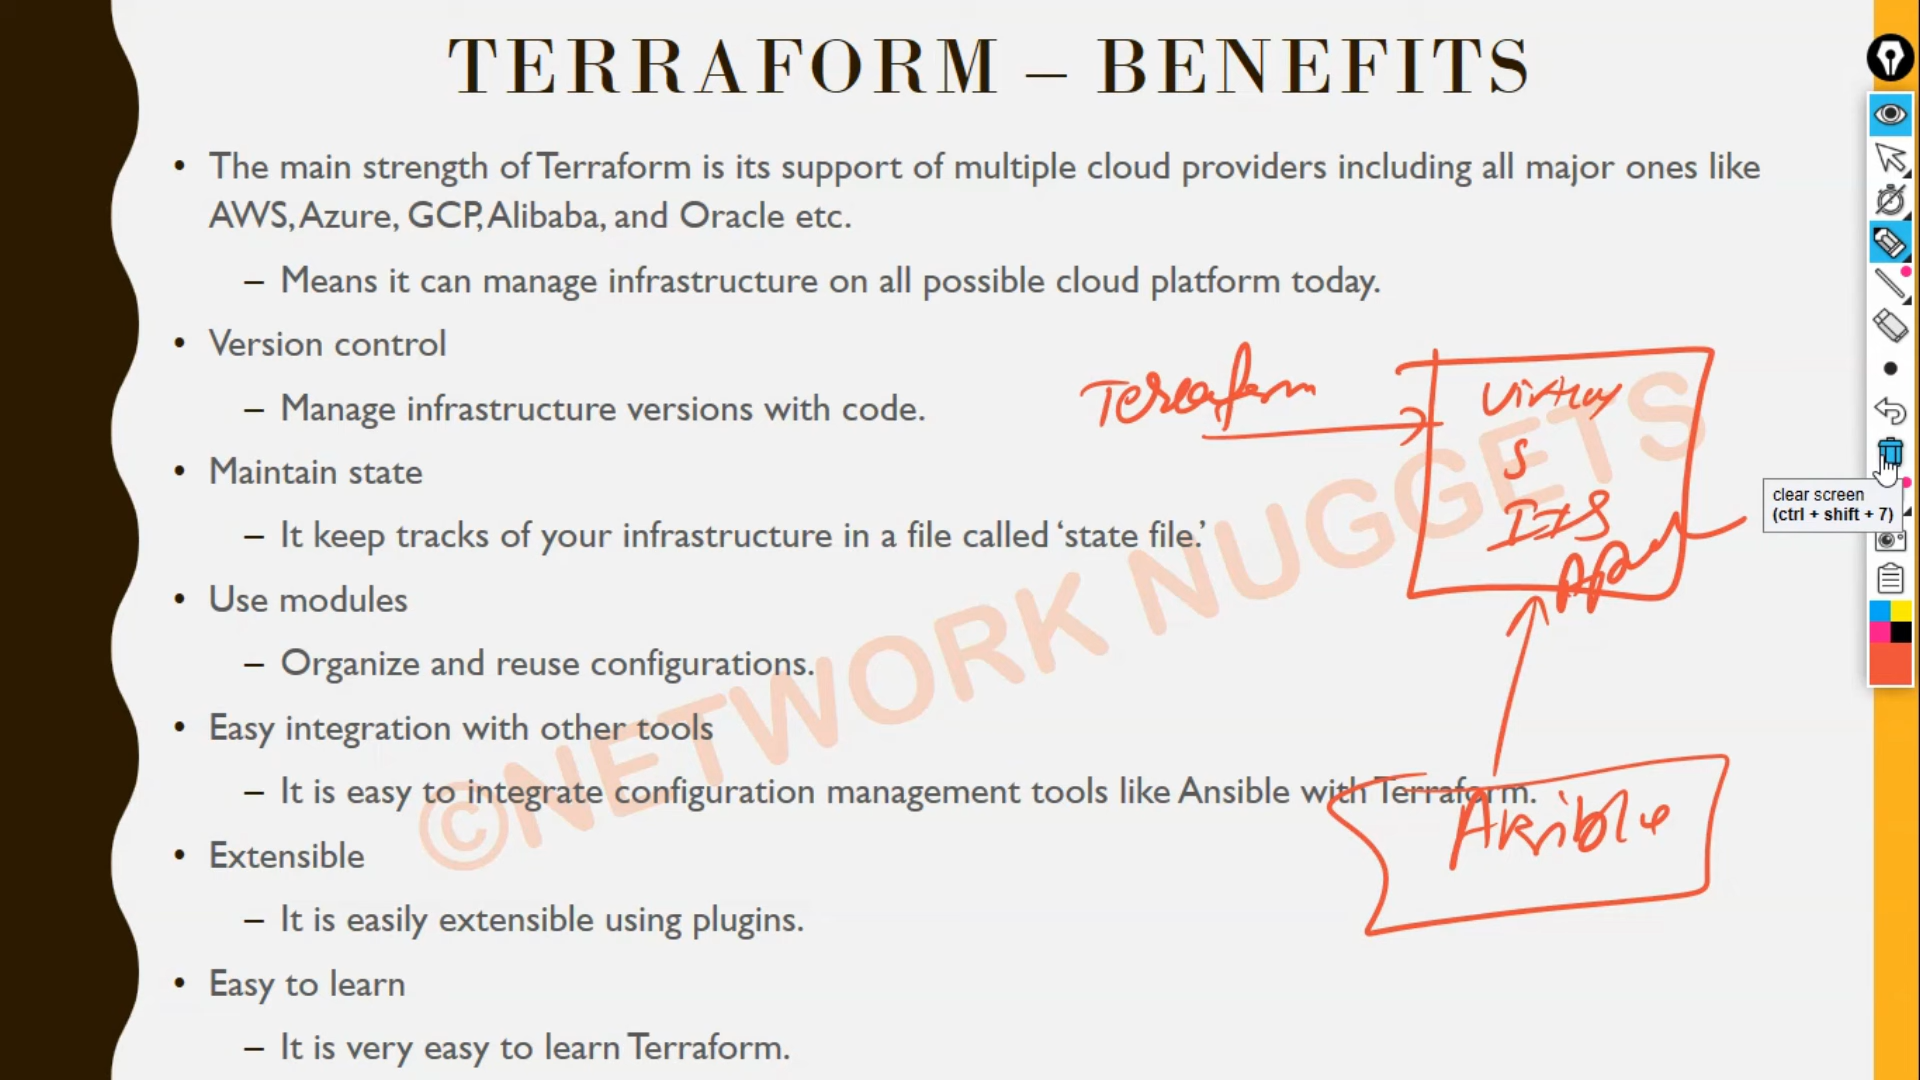 TERRAFORM – BENEFITS
• The main strength of Terraform is its support of multiple cloud providers including all major ones like
AWS, Azure, GCP, Alibaba, and Oracle etc.
– Means it can manage infrastructure on all possible cloud platform today.
• Version control
– Manage infrastructure versions with code.
• Maintain state
– It keep tracks of your infrastructure in a file called ‘state file.’
• Use modules
– Organize and reuse configurations.
• Easy integration with other tools
– It is easy to integrate configuration management tools like Ansible with Terraform.
• Extensible
– It is easily extensible using plugins.
• Easy to learn
– It is very easy to learn Terraform.
©NETWORK NUGGETS
Terraform
S
IIS
Ansible
clear screen
(ctrl + shift + 7)